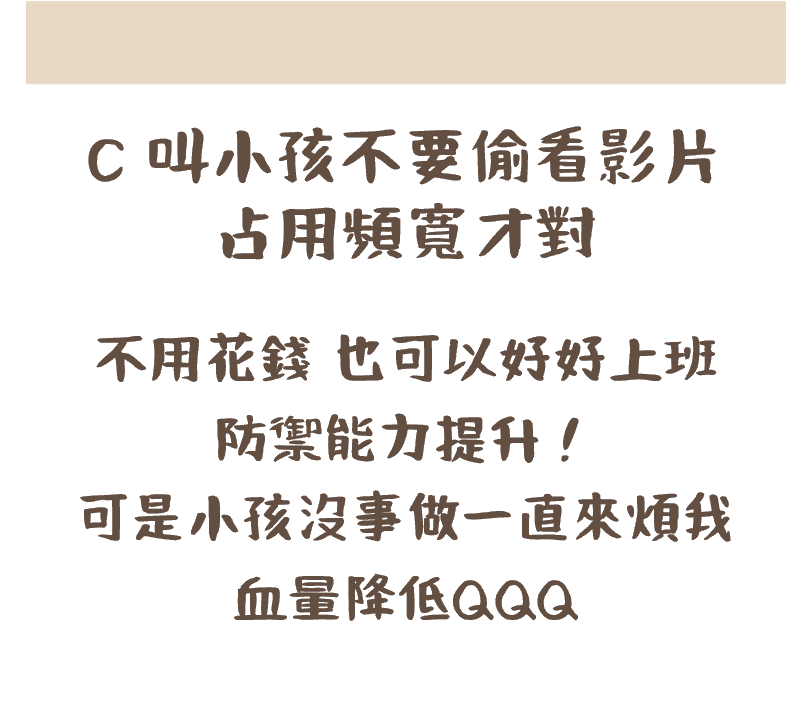 C 叫小孩不要偷看影片
占用頻寬才對
不用花錢 也可以好好上班
防禦能力提升！
可是小孩沒事做一直來煩我
血量降低QQQ